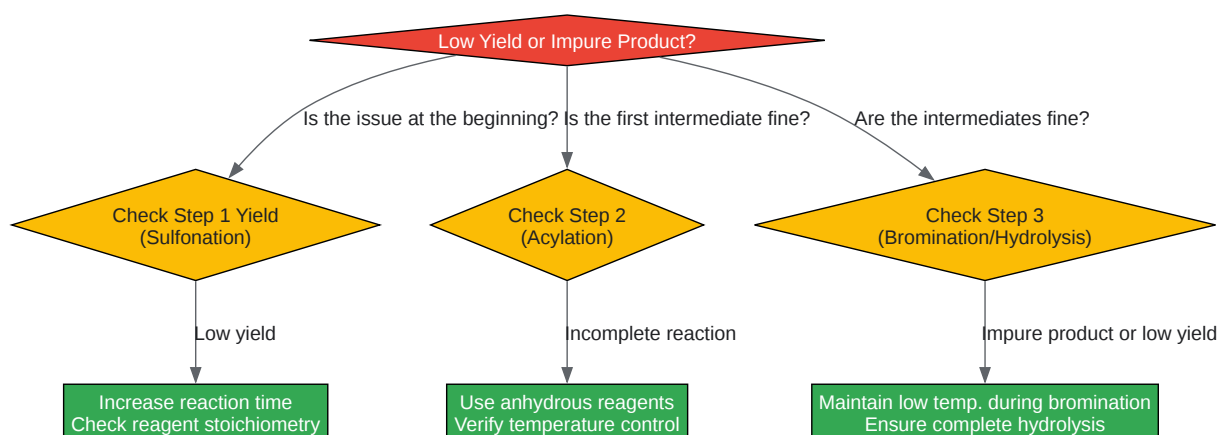 Low Yield or Impure Product?
Is the issue at the beginning?
Is the first intermediate fine?
Are the intermediates fine?
Check Step 1 Yield
(Sulfonation)
Check Step 2
(Acylation)
Check Step 3
(Bromination/Hydrolysis)
Low yield
Incomplete reaction
Impure product or low yield
Increase reaction time
Check reagent stoichiometry
Use anhydrous reagents
Verify temperature control
Maintain low temp. during bromination
Ensure complete hydrolysis